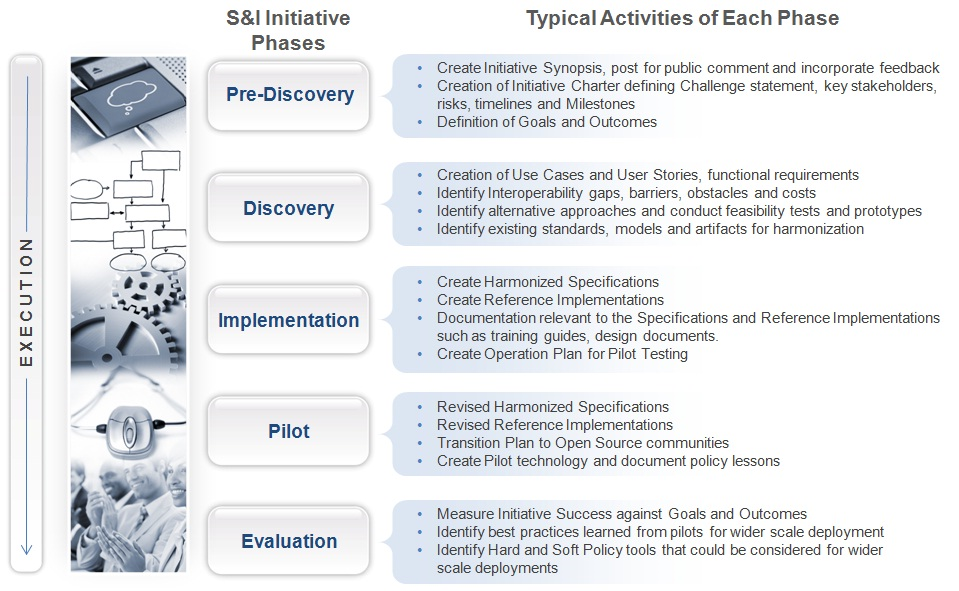 S&I Initiative
Phases
Typical Activities of Each Phase
EXECUTION
Pre-Discovery
• Create Initiative Synopsis, post for public comment and incorporate feedback
• Creation of Initiative Charter defining Challenge statement, key stakeholders,
risks, timelines and Milestones
• Definition of Goals and Outcomes
Discovery
• Creation of Use Cases and User Stories, functional requirements
• Identify Interoperability gaps, barriers, obstacles and costs
• Identify alternative approaches and conduct feasibility tests and prototypes
• Identify existing standards, models and artifacts for harmonization
Implementation
• Create Harmonized Specifications
• Create Reference Implementations
• Documentation relevant to the Specifications and Reference Implementations
such as training guides, design documents.
• Create Operation Plan for Pilot Testing
Pilot
• Revised Harmonized Specifications
• Revised Reference Implementations
• Transition Plan to Open Source communities
• Create Pilot technology and document policy lessons
Evaluation
• Measure Initiative Success against Goals and Outcomes
• Identify best practices learned from pilots for wider scale deployment
• Identify Hard and Soft Policy tools that could be considered for wider
scale deployments